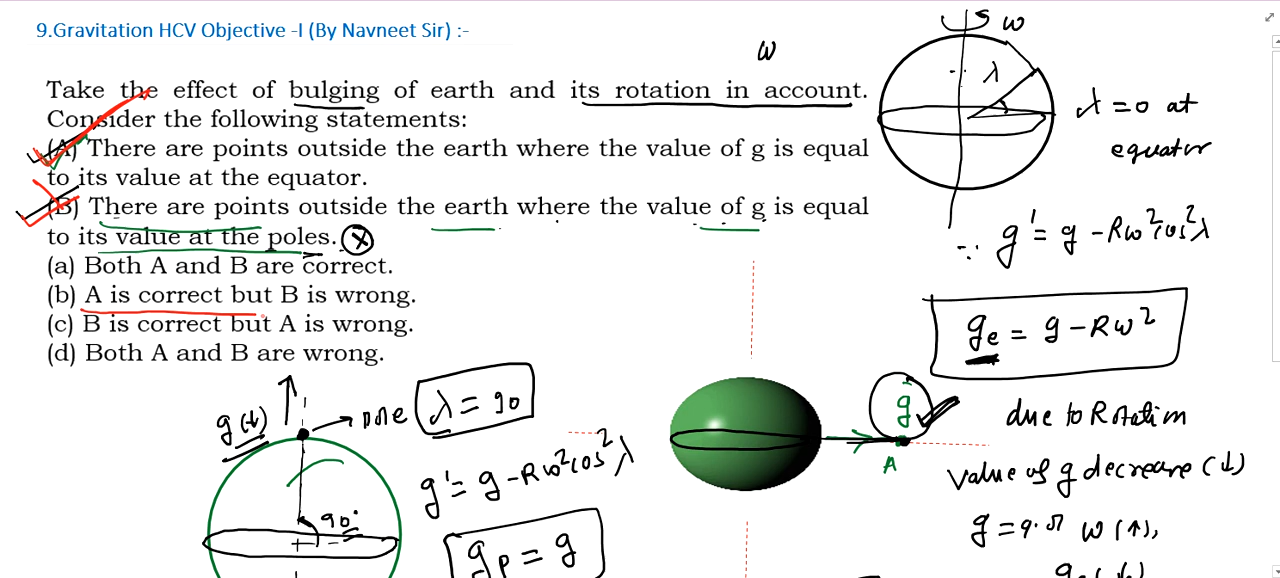 9.Gravitation HCV Objective -I (By Navneet Sir) :-
ω
Take the effect of bulging of earth and its rotation in account.
Consider the following statements:
(A) There are points outside the earth where the value of g is equal
to its value at the equator.
(B) There are points outside the earth where the value of g is equal
to its value at the poles.
(a) Both A and B are correct.
(b) A is correct but B is wrong.
(c) B is correct but A is wrong.
(d) Both A and B are wrong.
ω
λ
λ = 0 at
equator
∵ g' = g - Rω²cos²λ
ge = g - Rω²
due to Rotation
value of g decrease (↓)
g = 9.8 ω (↑),
g
A
g(↓)
pole
λ = 90
90°
g' = g - Rω²cos²λ
gp = g